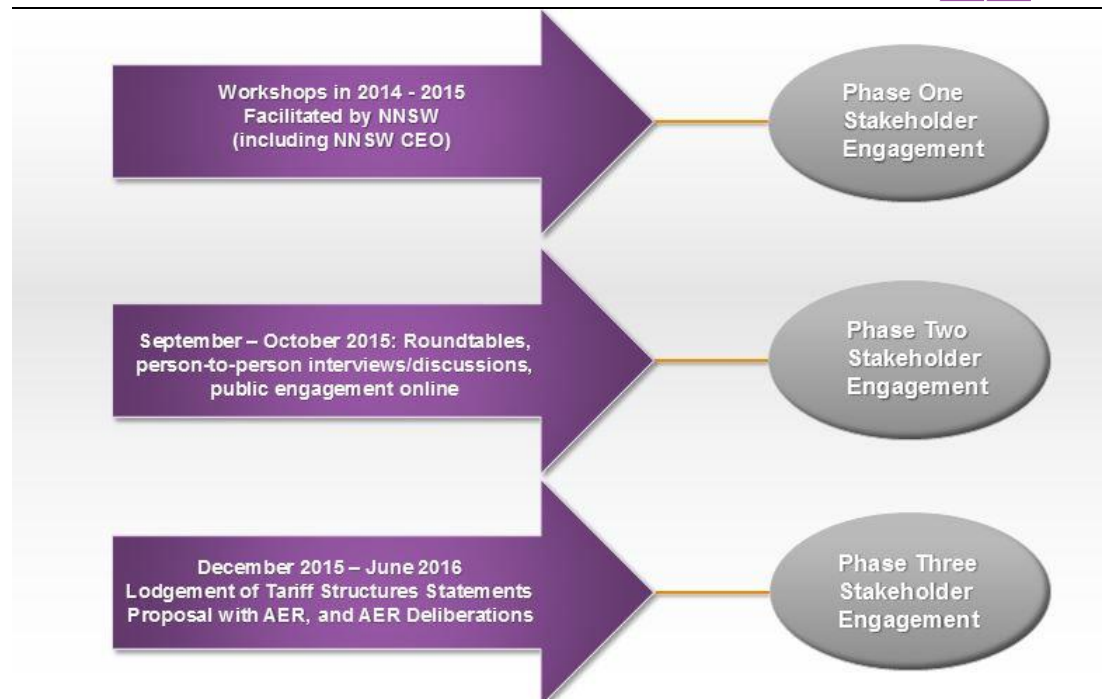 Workshops in 2014 - 2015
Facilitated by NNSW
(including NNSW CEO)
Phase One
Stakeholder
Engagement
September – October 2015: Roundtables,
person-to-person interviews/discussions,
public engagement online
Phase Two
Stakeholder
Engagement
December 2015 – June 2016
Lodgement of Tariff Structures Statements
Proposal with AER, and AER Deliberations
Phase Three
Stakeholder
Engagement